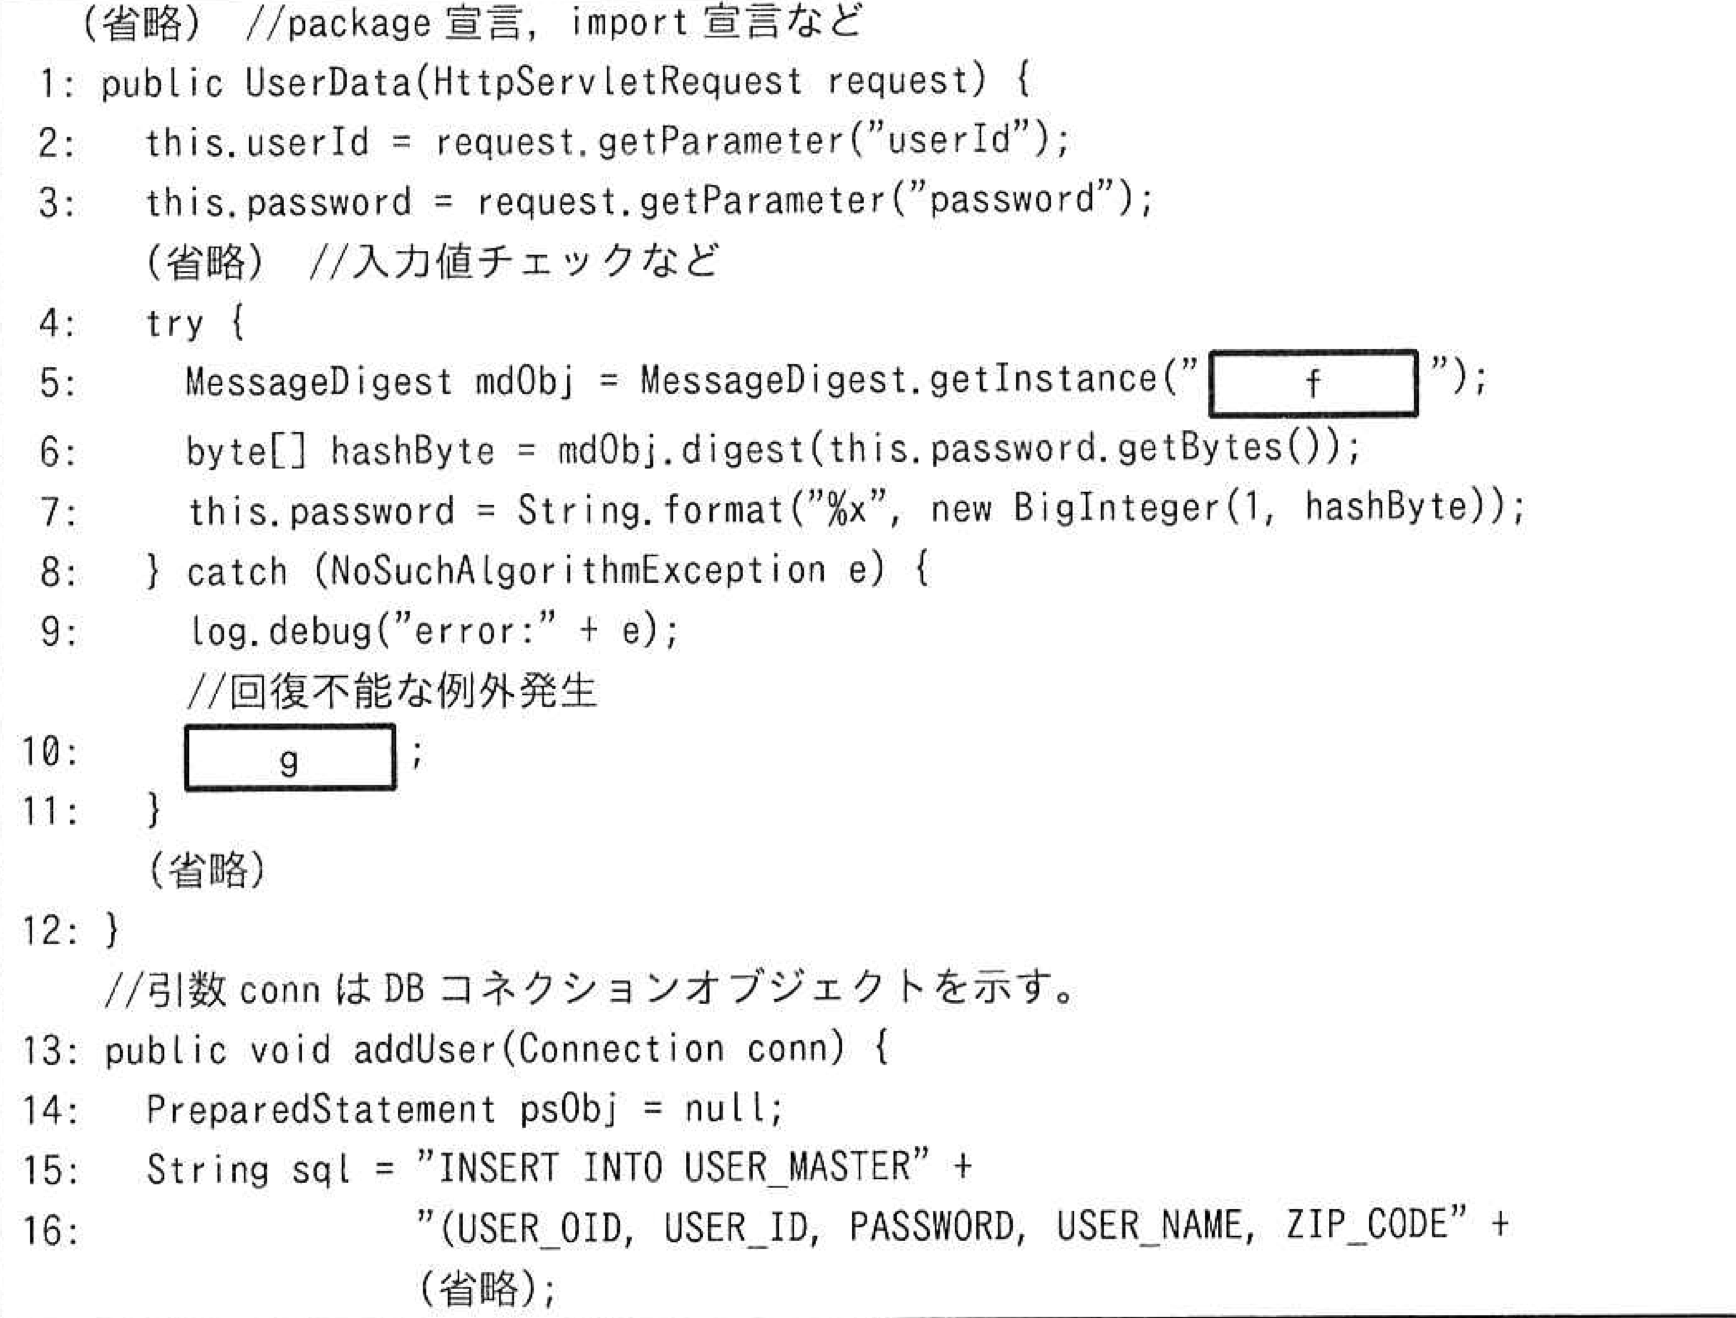 （省略） //package 宣言，import 宣言など
1: public UserData(HttpServletRequest request) {
2: this.userId = request.getParameter("userId");
3: this.password = request.getParameter("password");
（省略） //入力値チェックなど
4: try {
5: MessageDigest mdObj = MessageDigest.getInstance(" f ");
6: byte[] hashByte = mdObj.digest(this.password.getBytes());
7: this.password = String.format("%x", new BigInteger(1, hashByte));
8: } catch (NoSuchAlgorithmException e) {
9: log.debug("error:" + e);
//回復不能な例外発生
10: g ;
11: }
（省略）
12: }
//引数 conn は DB コネクションオブジェクトを示す。
13: public void addUser(Connection conn) {
14: PreparedStatement psObj = null;
15: String sql = "INSERT INTO USER_MASTER" +
16: "(USER_OID, USER_ID, PASSWORD, USER_NAME, ZIP_CODE" +
（省略）;